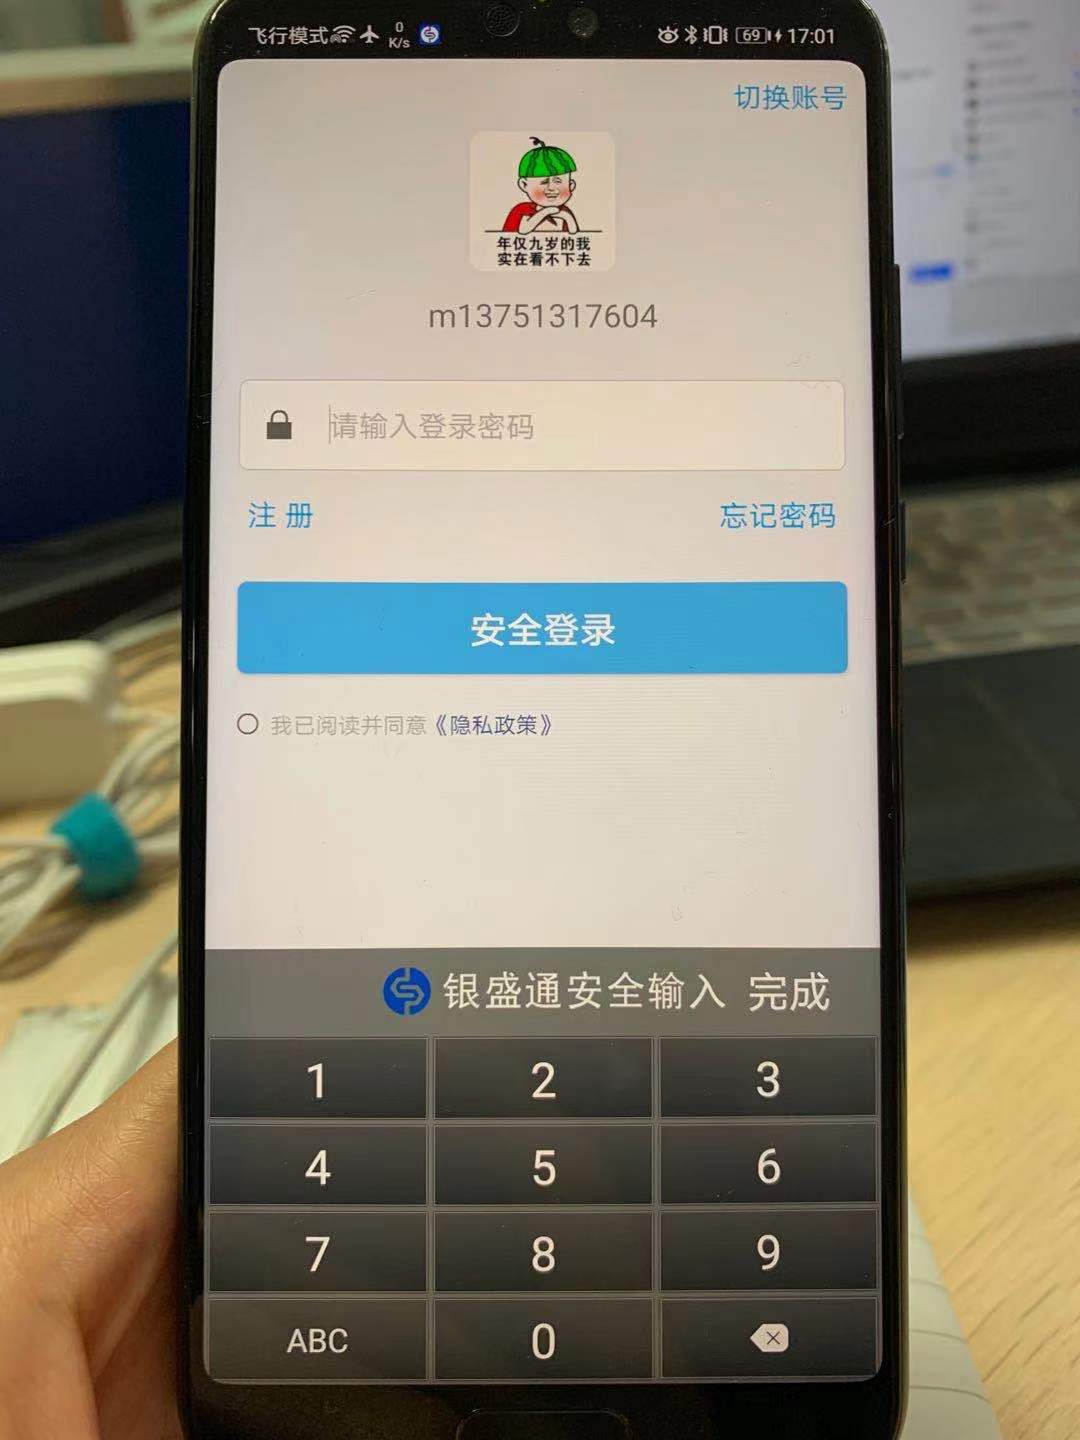 飞行模式 0 K/s 69 17:01
切换账号
年仅九岁的我
实在看不下去
m13751317604
请输入登录密码
注 册 忘记密码
安全登录
我已阅读并同意《隐私政策》
银盛通安全输入 完成
1 2 3
4 5 6
7 8 9
ABC 0